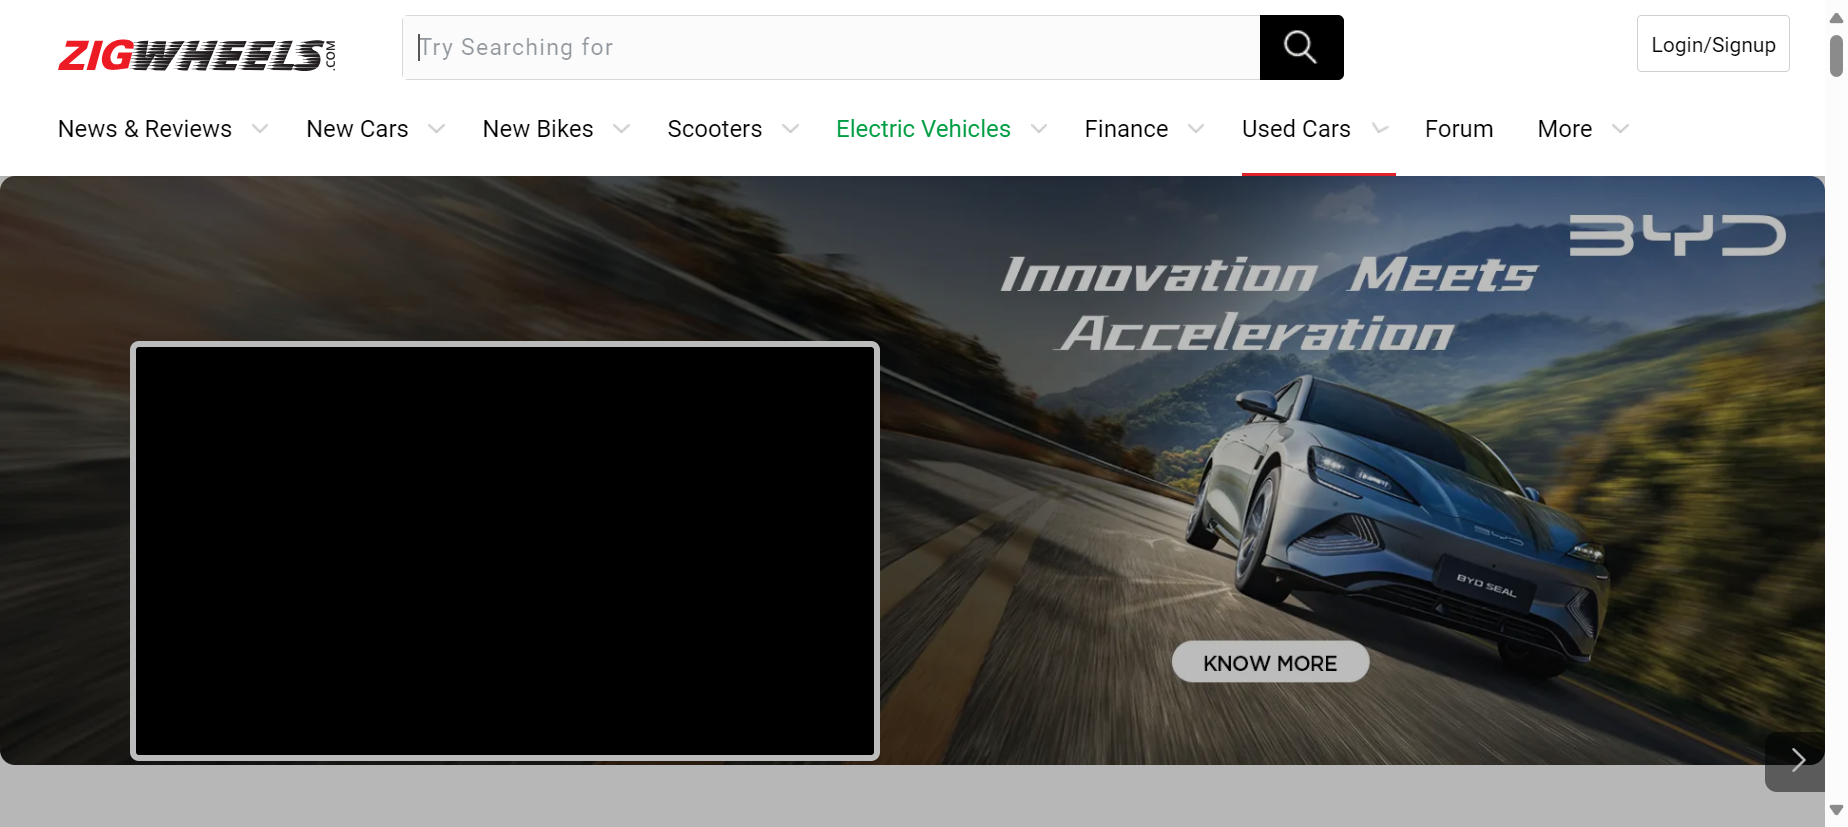 ZIGWHEELS.COM
Try Searching for
Login/Signup
News & Reviews
New Cars
New Bikes
Scooters
Electric Vehicles
Finance
Used Cars
Forum
More
BYD
Innovation Meets
Acceleration
BYD
BYD SEAL
KNOW MORE